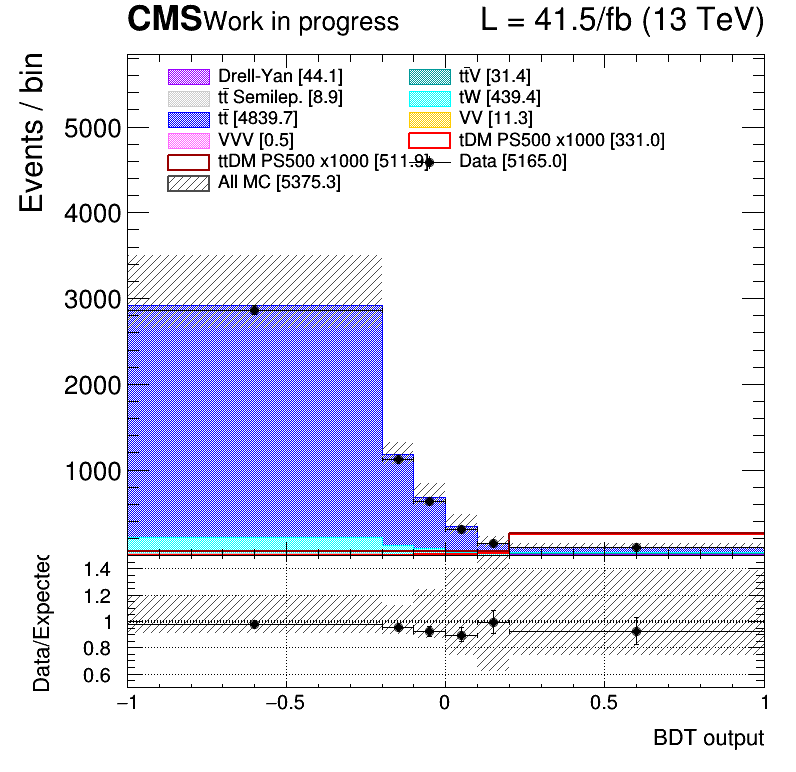 CMS Work in progress L = 41.5/fb (13 TeV)
Events / bin
Drell-Yan [44.1] tt̄V [31.4]
tt̄ Semilep. [8.9] tW [439.4]
tt̄ [4839.7] VV [11.3]
VVV [0.5] tDM PS500 x1000 [331.0]
ttDM PS500 x1000 [511.9] Data [5165.0]
All MC [5375.3]
5000
4000
3000
2000
1000
Data/Expected
1.4
1.2
1
0.8
0.6
−1 −0.5 0 0.5 1
BDT output